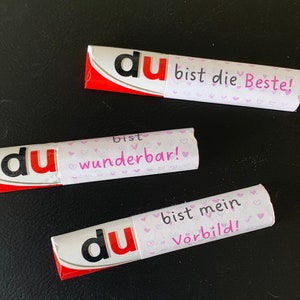 du bist die Beste!
bist
du wunderbar!
bist mein
du Vorbild!